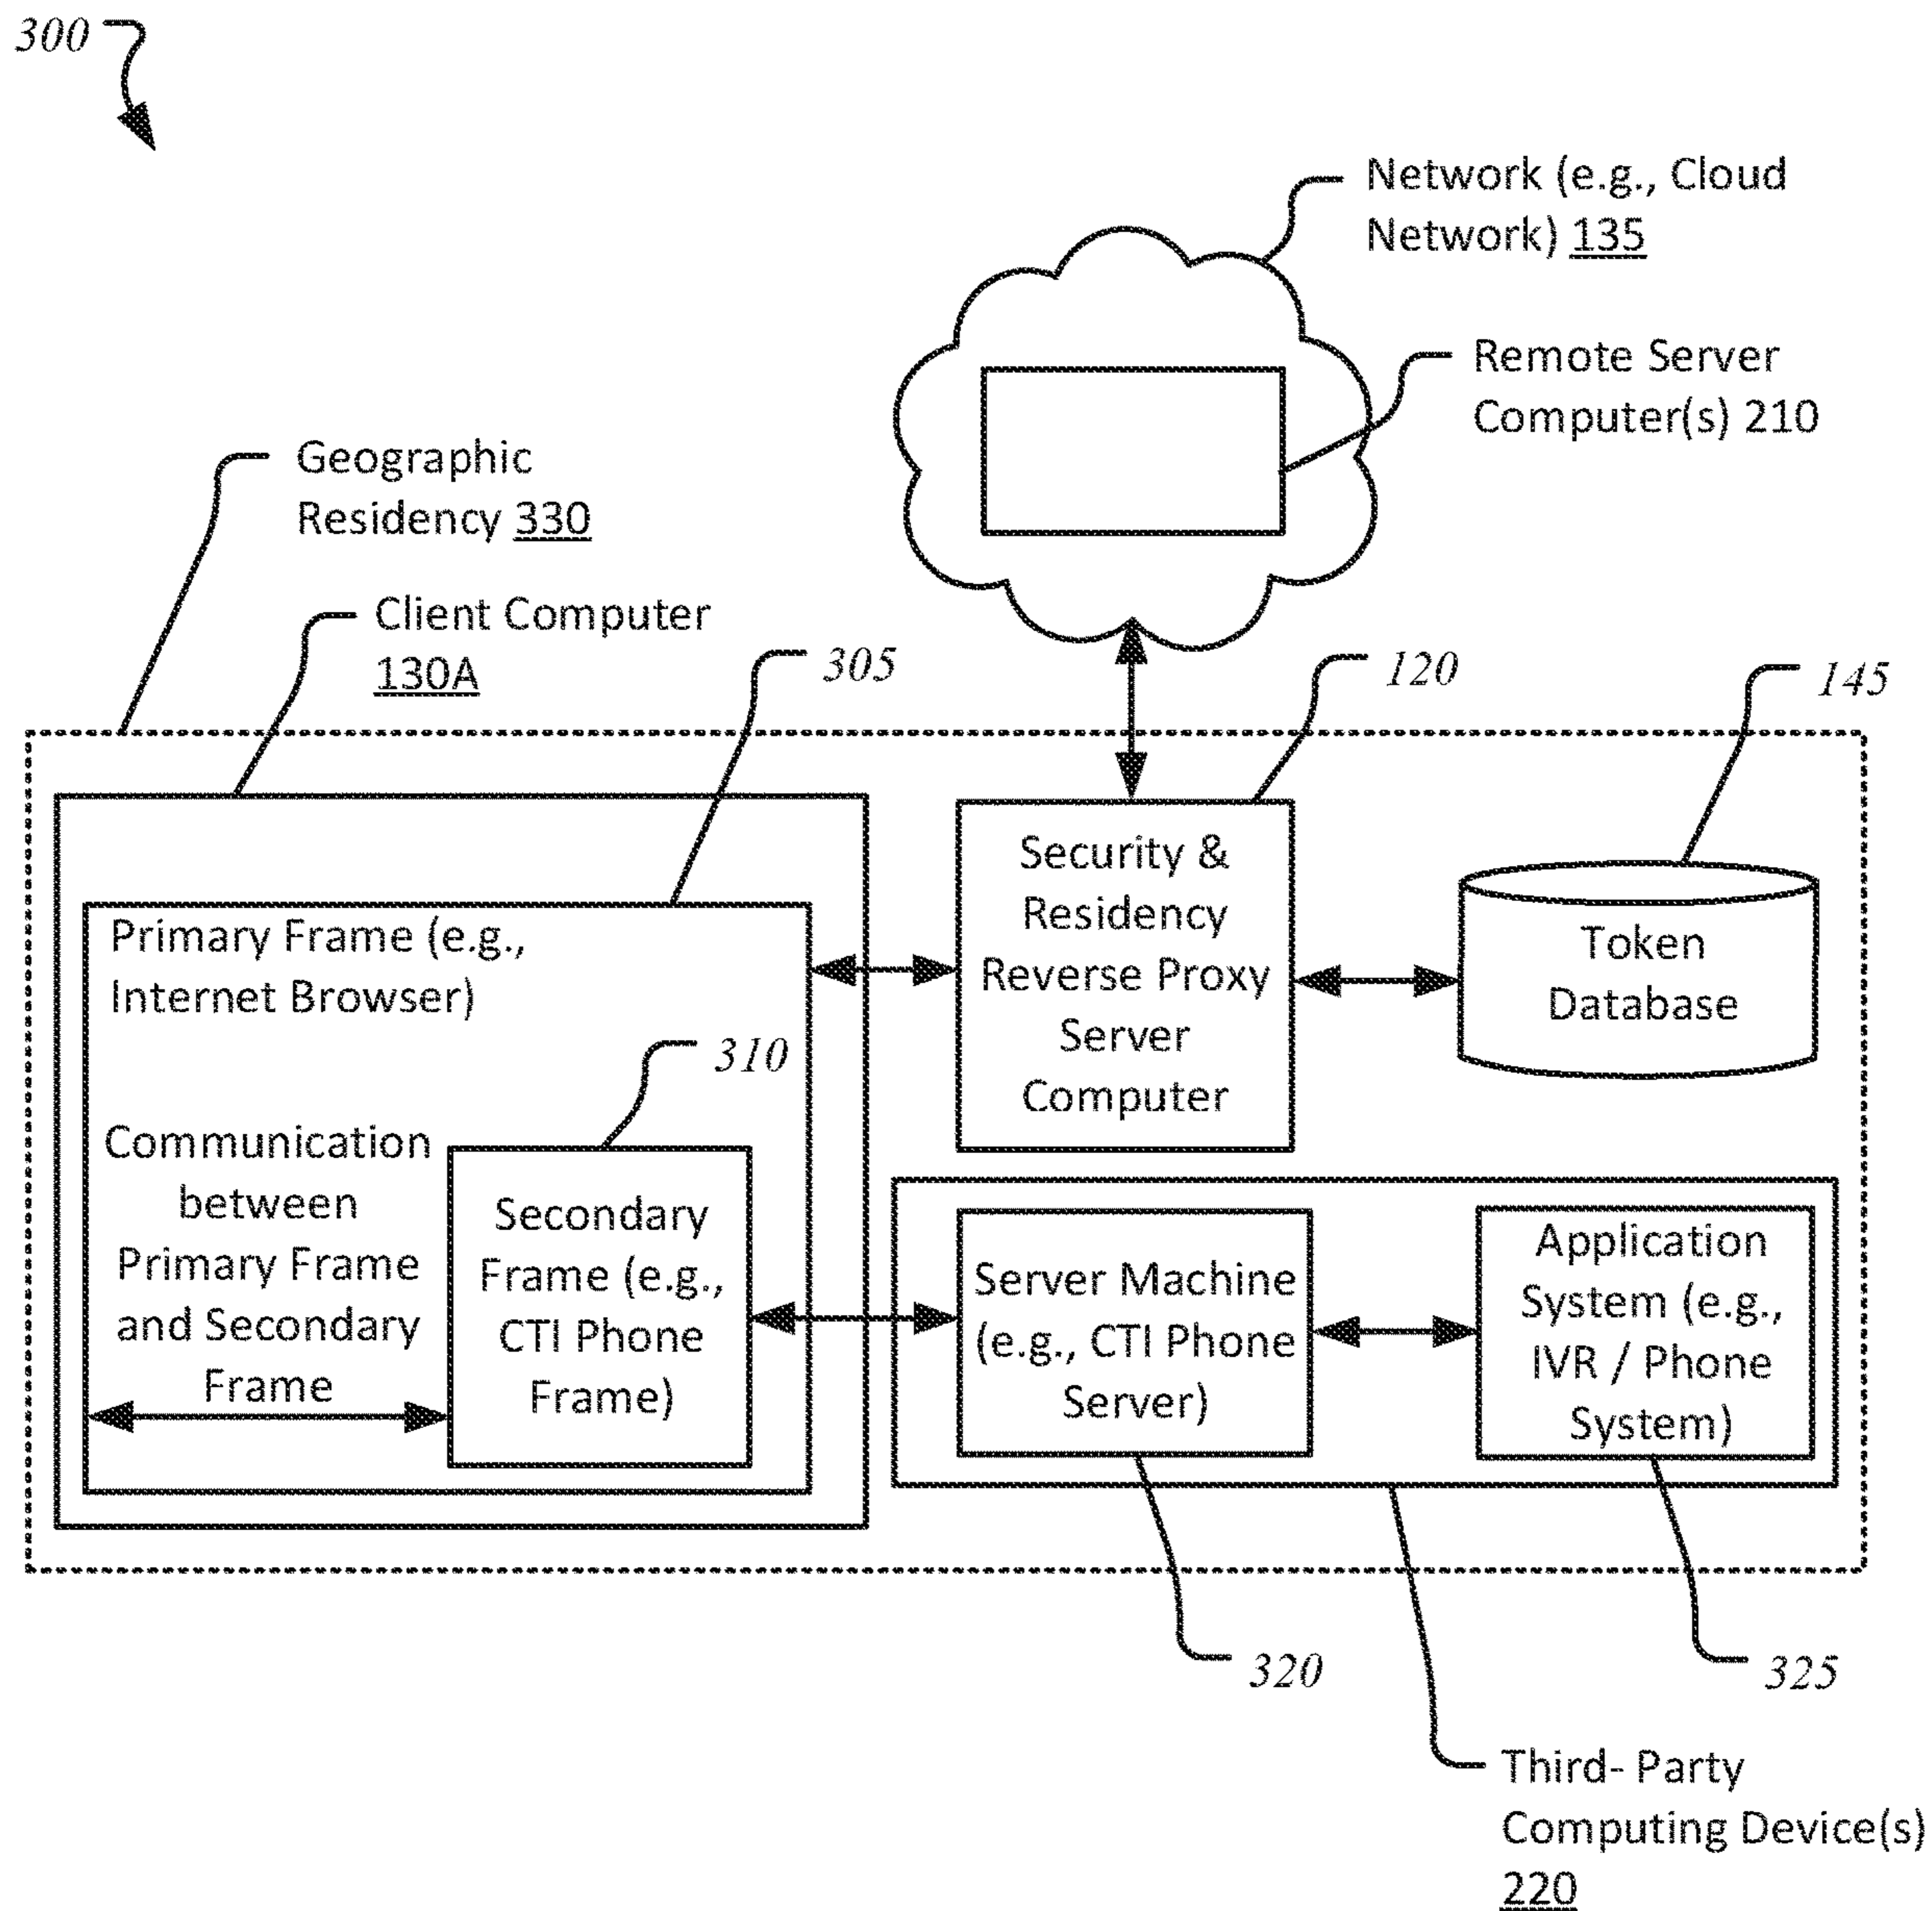 300
Network (e.g., Cloud
Network) 135
Remote Server
Computer(s) 210
Geographic
Residency 330
Client Computer
130A
305
120
145
Primary Frame (e.g.,
Internet Browser)
Security &
Residency
Reverse Proxy
Server
Computer
Token
Database
310
Communication
between
Primary Frame
and Secondary
Frame
Secondary
Frame (e.g.,
CTI Phone
Frame)
Server Machine
(e.g., CTI Phone
Server)
Application
System (e.g.,
IVR / Phone
System)
320
325
Third- Party
Computing Device(s)
220